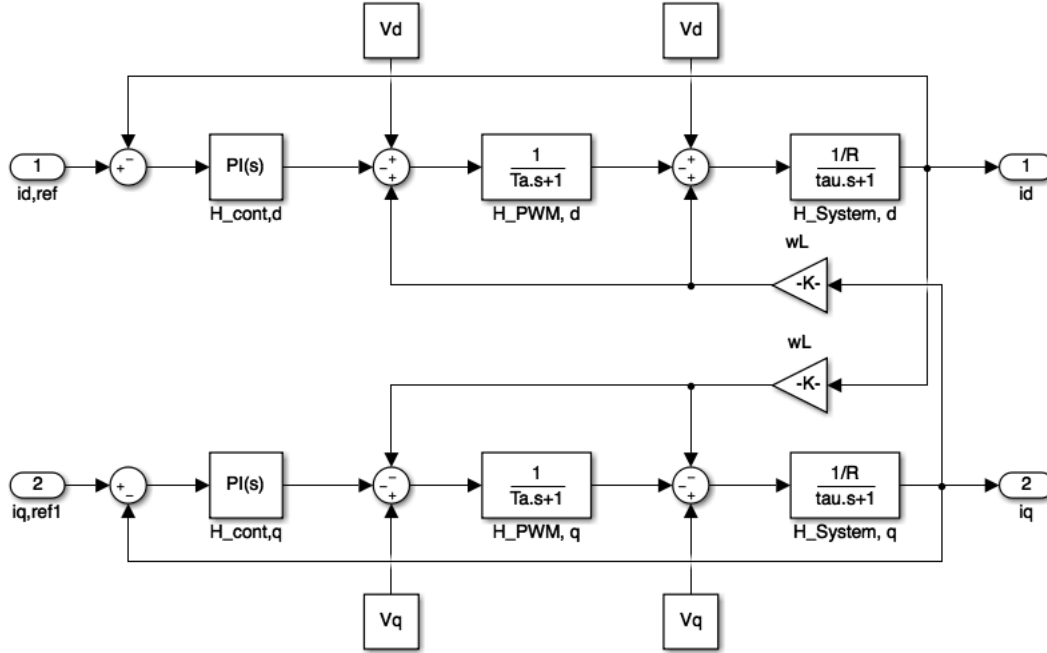 Vd
Vd
1
id,ref
+
−
PI(s)
H_cont,d
+
−
+
1
Ta.s+1
H_PWM, d
+
−
+
1/R
tau.s+1
H_System, d
1
id
wL
-K-
wL
-K-
2
iq,ref1
+
−
PI(s)
H_cont,q
−
−
+
1
Ta.s+1
H_PWM, q
−
−
+
1/R
tau.s+1
H_System, q
2
iq
Vq
Vq